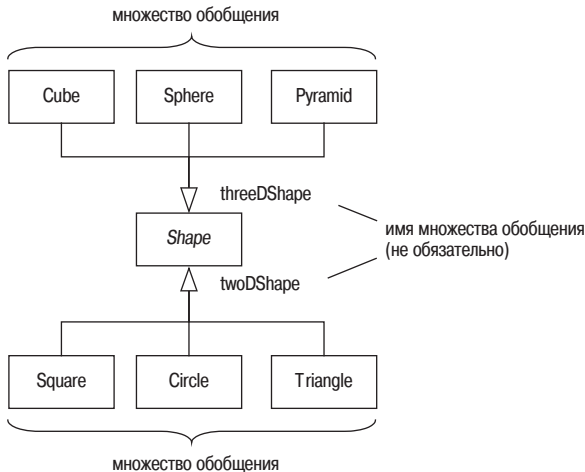 множество обобщения
Cube
Sphere
Pyramid
threeDShape
Shape
имя множества обобщения
(не обязательно)
twoDShape
Square
Circle
Triangle
множество обобщения